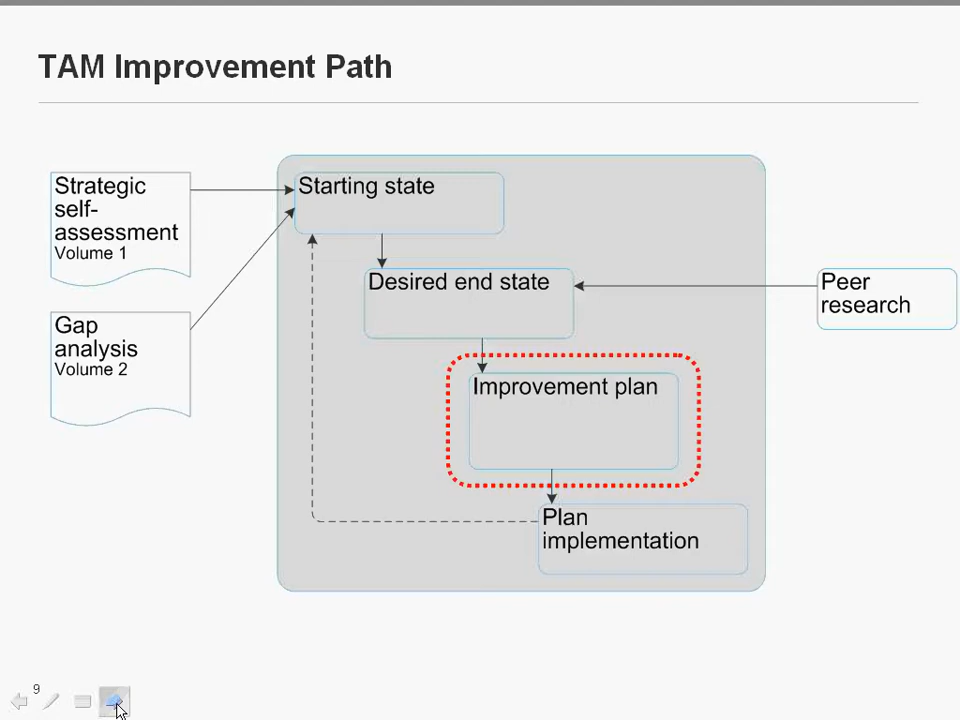 TAM Improvement Path
Strategic
self-
assessment
Volume 1
Gap
analysis
Volume 2
Starting state
Desired end state
Improvement plan
Plan
implementation
Peer
research
9